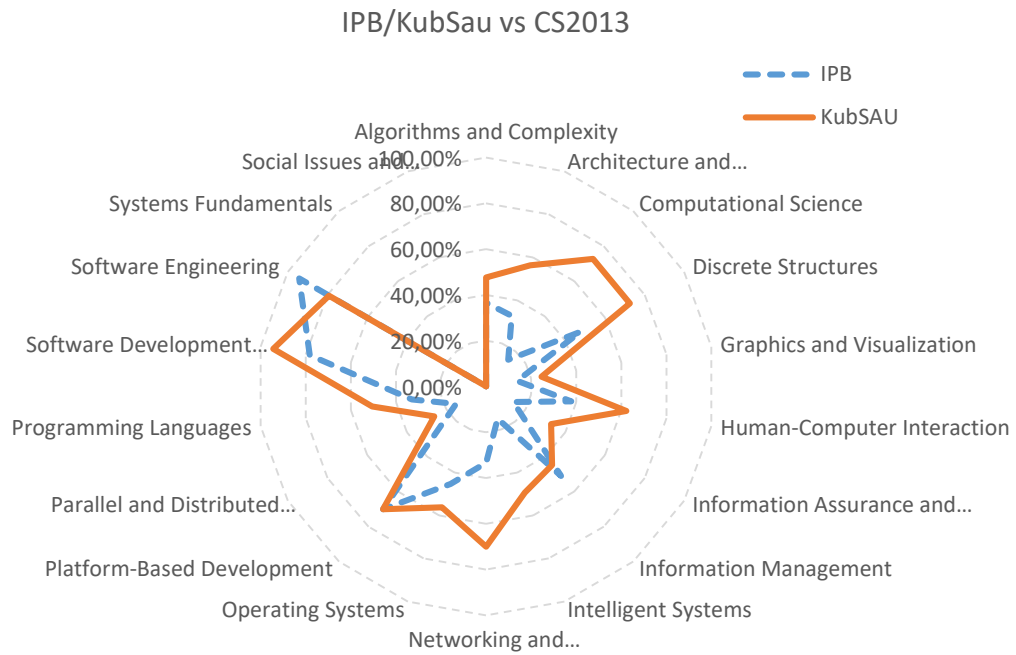 IPB/KubSau vs CS2013
IPB
KubSAU
Algorithms and Complexity
Social Issues and...
100,00%
Architecture and...
Systems Fundamentals
80,00%
Computational Science
Software Engineering
60,00%
Discrete Structures
40,00%
Software Development...
20,00%
Graphics and Visualization
0,00%
Programming Languages
Human-Computer Interaction
Parallel and Distributed...
Information Assurance and...
Platform-Based Development
Information Management
Operating Systems
Intelligent Systems
Networking and...